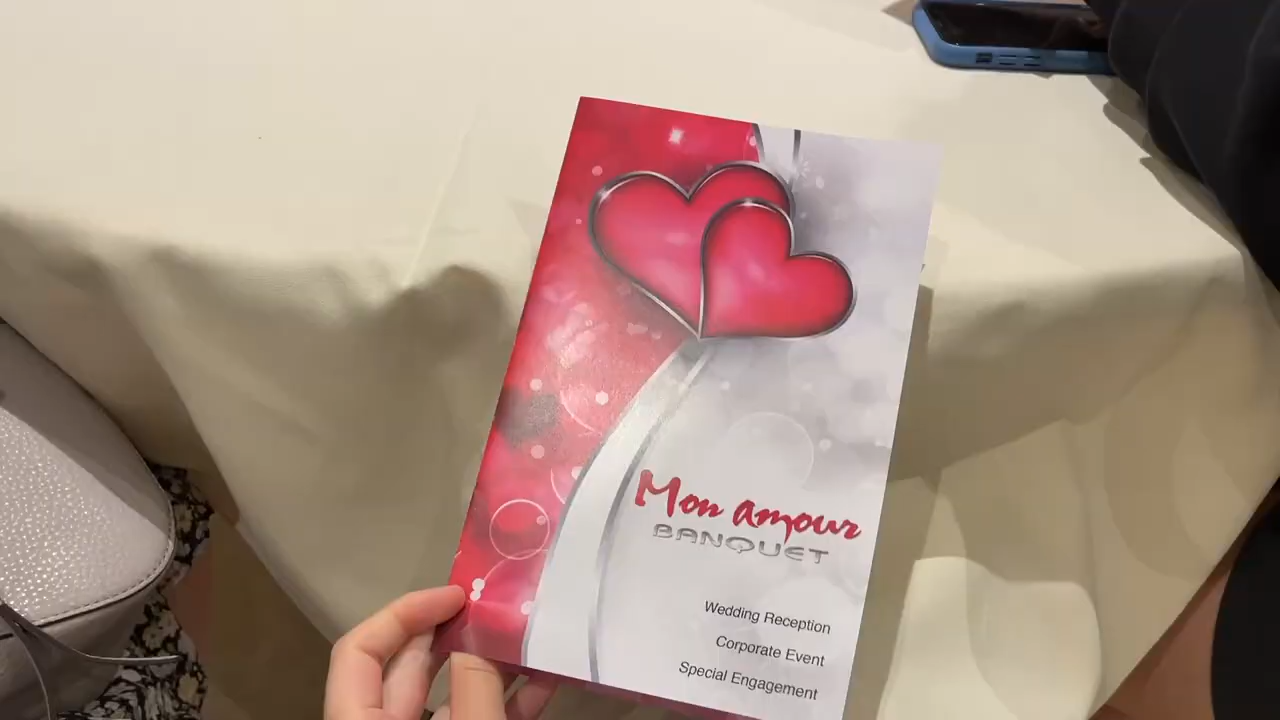 Mon amour
BANQUET
Wedding Reception
Corporate Event
Special Engagement